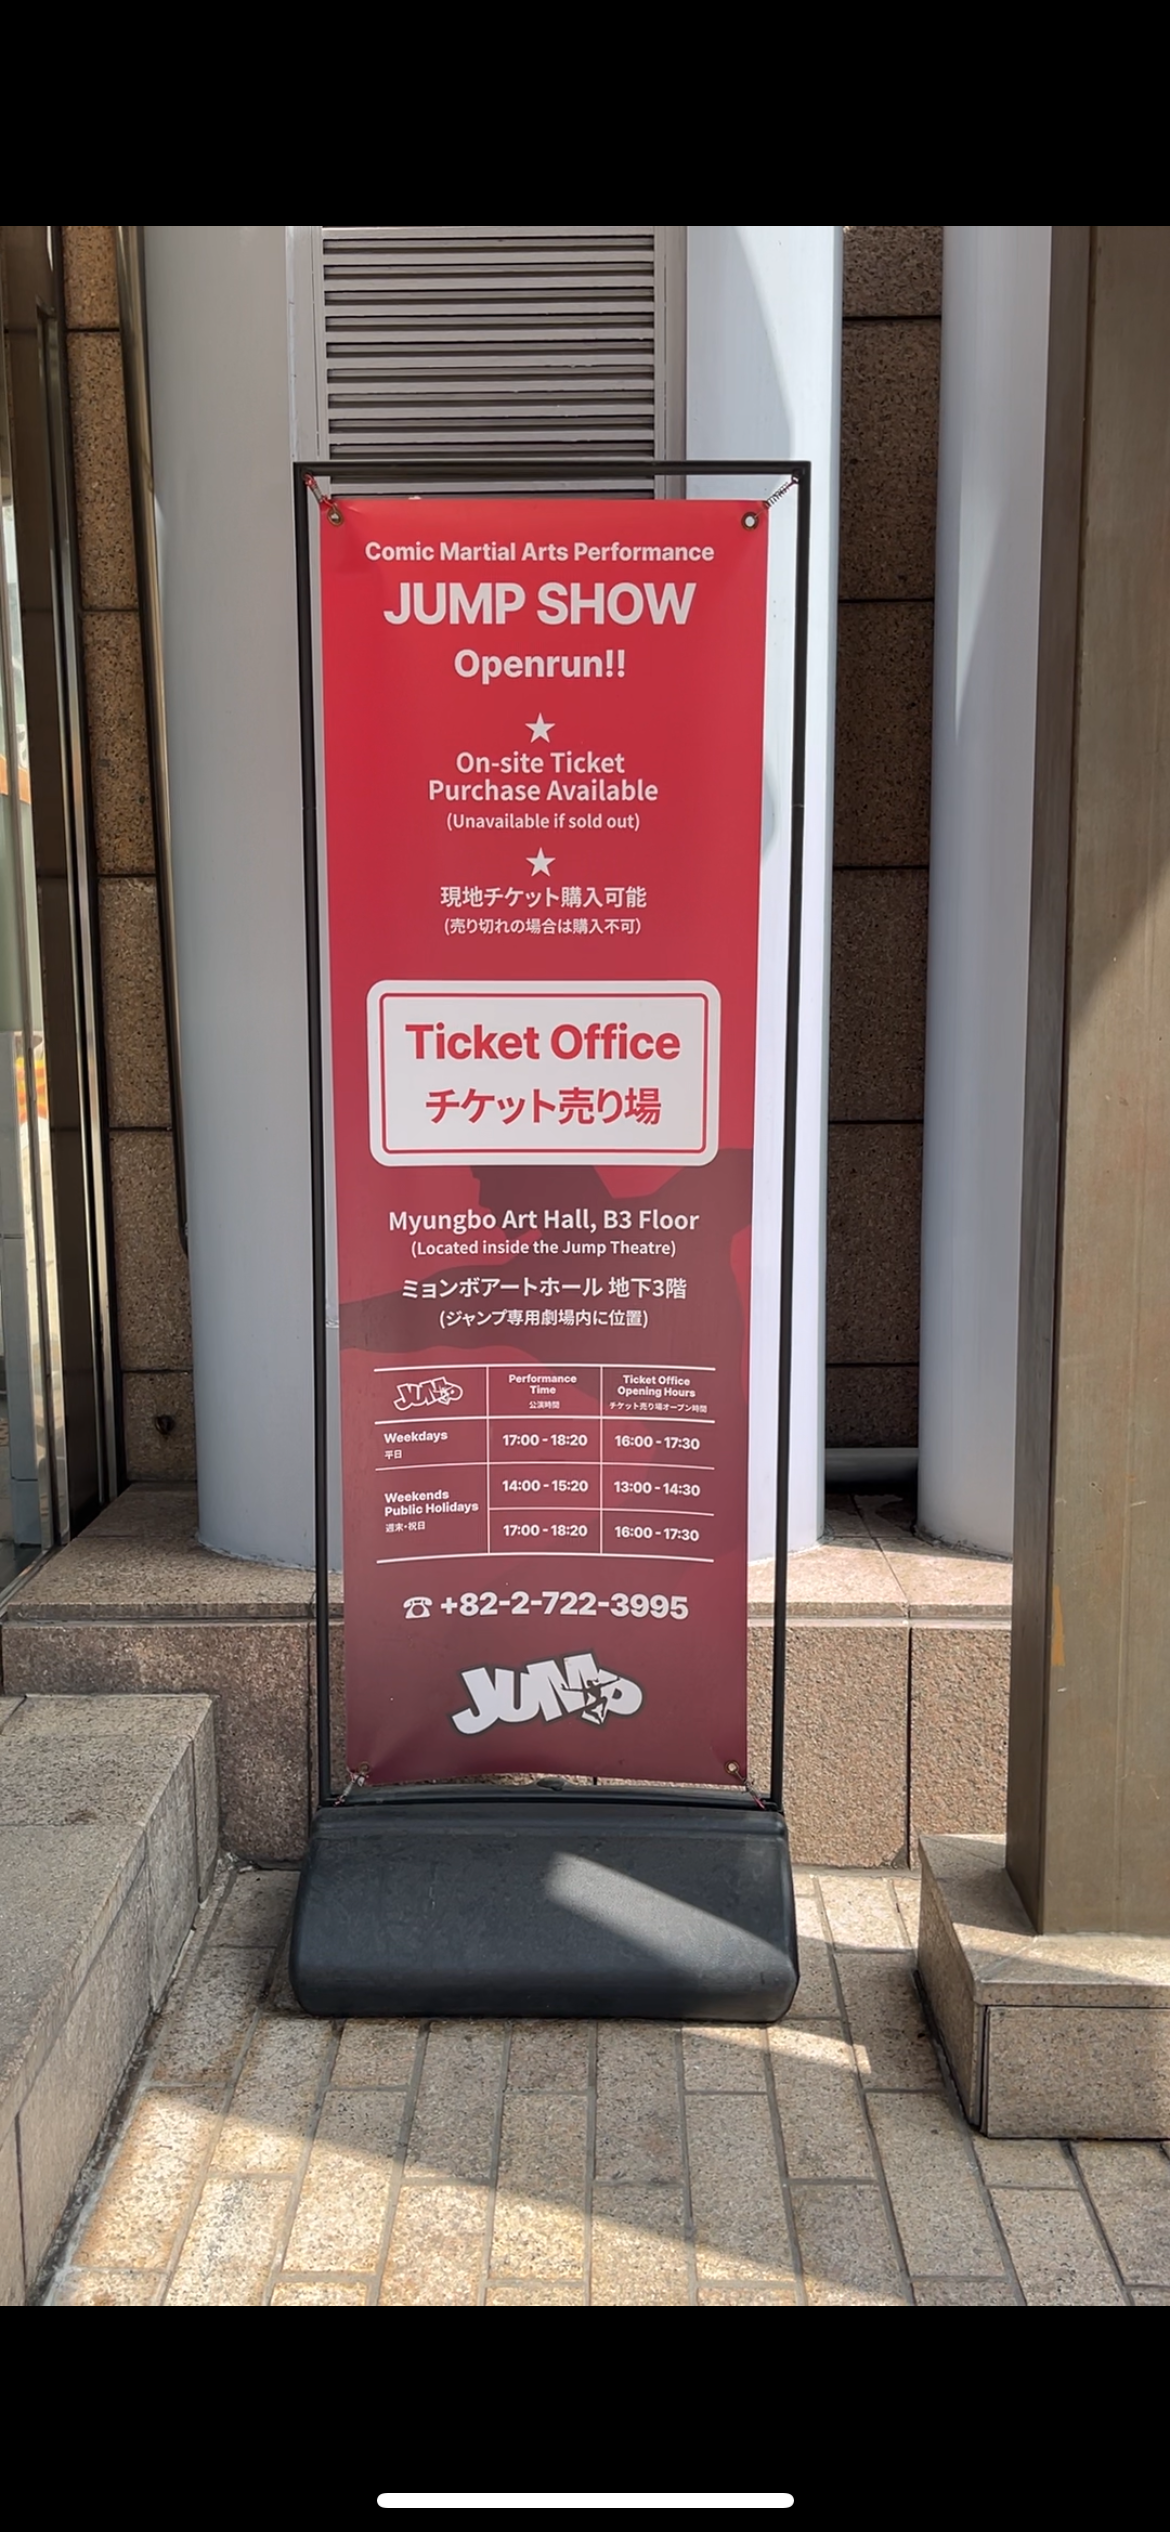 Comic Martial Arts Performance
JUMP SHOW
Openrun!!
★
On-site Ticket
Purchase Available
(Unavailable if sold out)
★
現地チケット購入可能
(売り切れの場合は購入不可)
Ticket Office
チケット売り場
Myungbo Art Hall, B3 Floor
(Located inside the Jump Theatre)
ミョンボアートホール 地下3階
(ジャンプ専用劇場内に位置)
JUMP
Performance
Time
公演時間
Ticket Office
Opening Hours
チケット売り場オープン時間
Weekdays
平日
17:00 - 18:20
16:00 - 17:30
Weekends
Public Holidays
週末・祝日
14:00 - 15:20
13:00 - 14:30
17:00 - 18:20
16:00 - 17:30
☎ +82-2-722-3995
JUMP